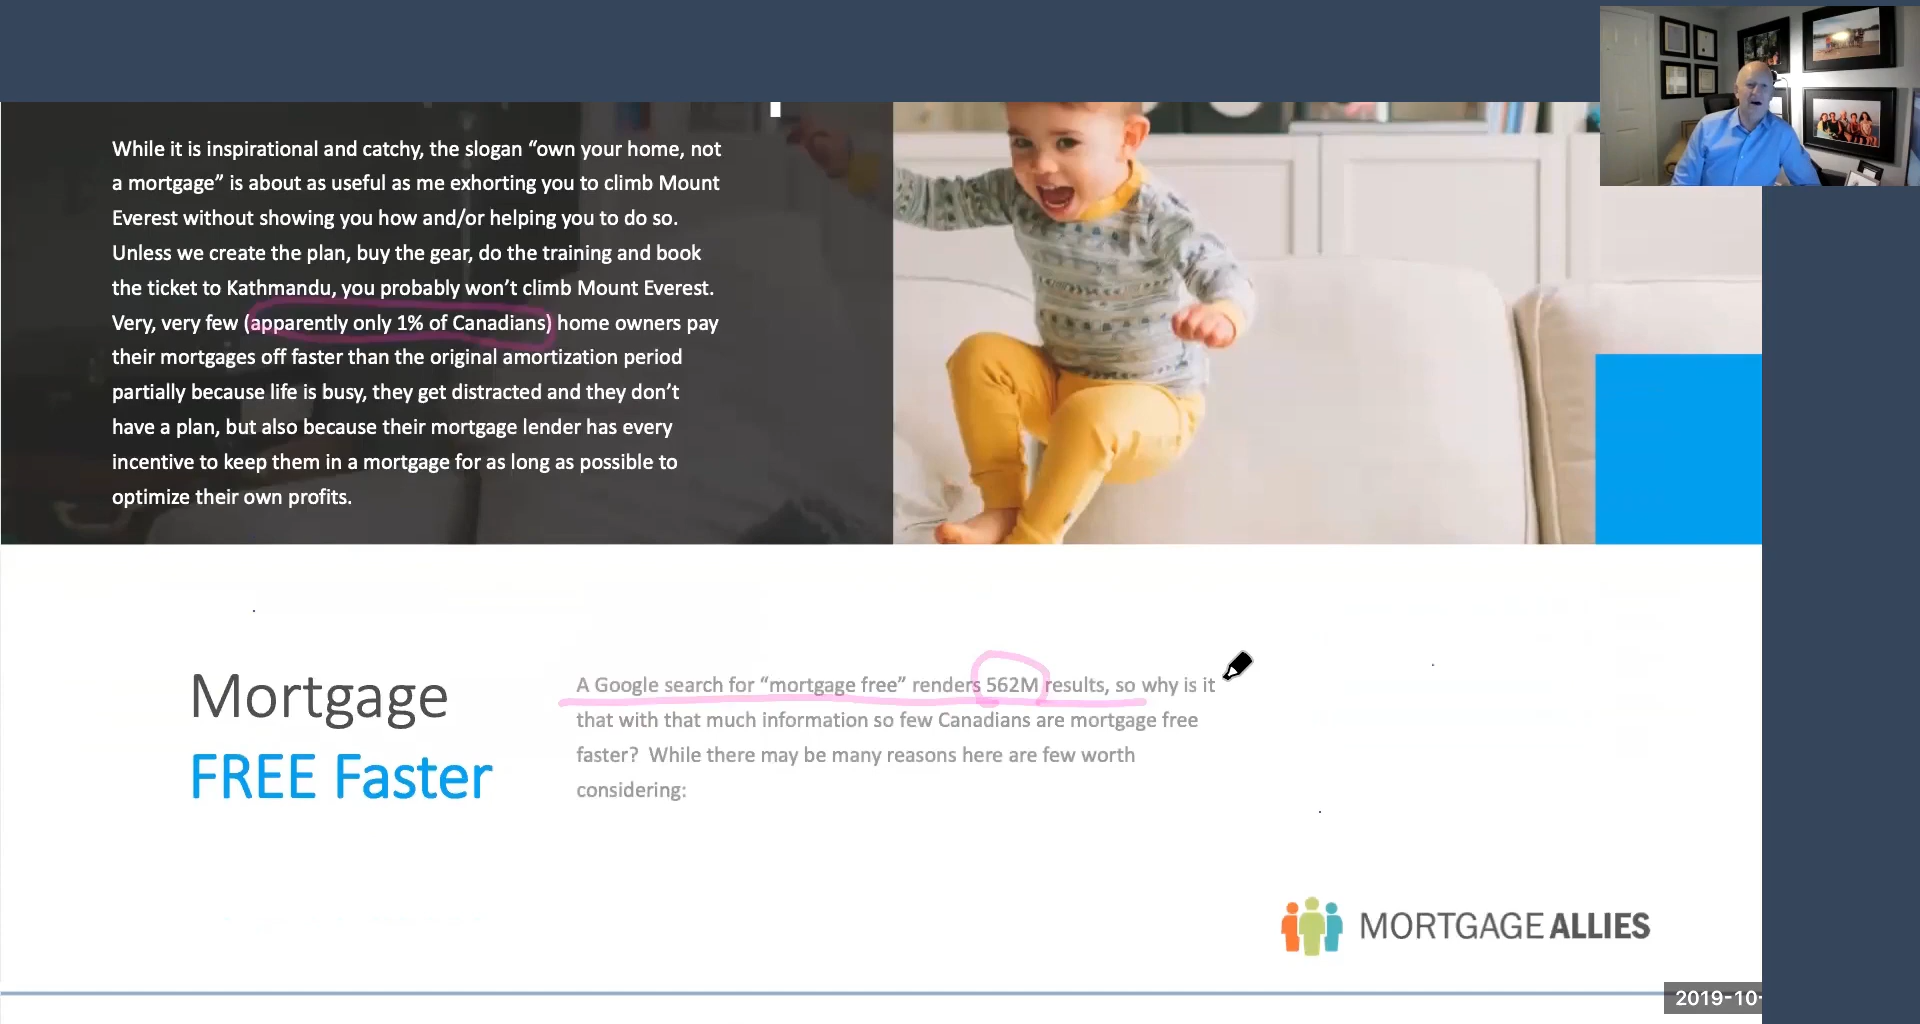 While it is inspirational and catchy, the slogan “own your home, not
a mortgage” is about as useful as me exhorting you to climb Mount
Everest without showing you how and/or helping you to do so.
Unless we create the plan, buy the gear, do the training and book
the ticket to Kathmandu, you probably won’t climb Mount Everest.
Very, very few (apparently only 1% of Canadians) home owners pay
their mortgages off faster than the original amortization period
partially because life is busy, they get distracted and they don’t
have a plan, but also because their mortgage lender has every
incentive to keep them in a mortgage for as long as possible to
optimize their own profits.
Mortgage
FREE Faster
A Google search for “mortgage free” renders 562M results, so why is it
that with that much information so few Canadians are mortgage free
faster?  While there may be many reasons here are few worth
considering:
MORTGAGE ALLIES
2019-10-